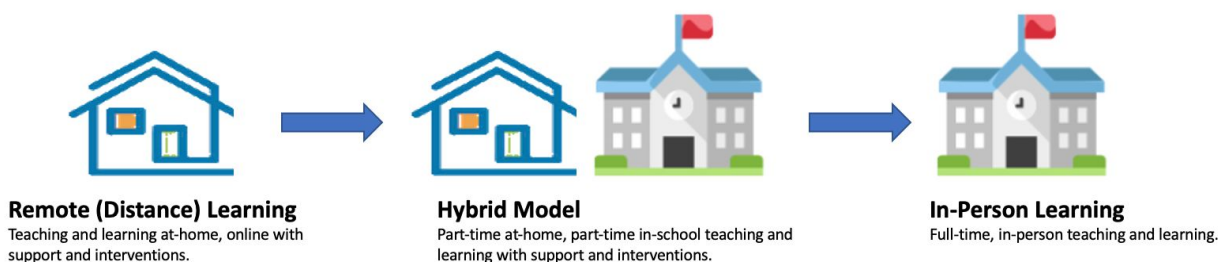 Remote (Distance) Learning
Teaching and learning at-home, online with
support and interventions.
Hybrid Model
Part-time at-home, part-time in-school teaching and
learning with support and interventions.
In-Person Learning
Full-time, in-person teaching and learning.